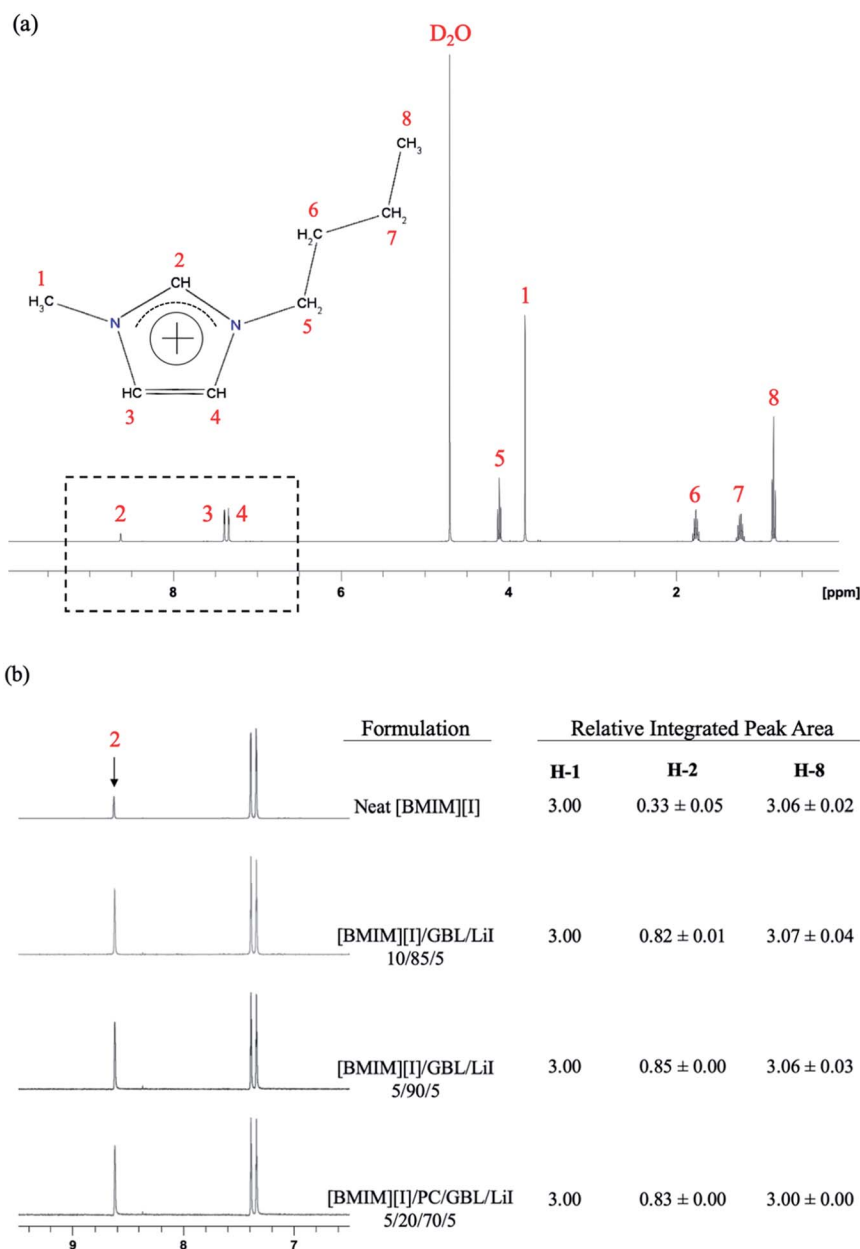 (a)
D₂O
8
CH₃
6
H₂C
CH₂
7
1
2
H₃C
CH
N
N
CH₂
5
HC
CH
3
4
1
8
5
6
7
2
3
4
8
6
4
2
[ppm]
(b)
Formulation
Relative Integrated Peak Area
2
H-1
H-2
H-8
Neat [BMIM][I]
3.00
0.33 ± 0.05
3.06 ± 0.02
[BMIM][I]/GBL/LiI
10/85/5
3.00
0.82 ± 0.01
3.07 ± 0.04
[BMIM][I]/GBL/LiI
5/90/5
3.00
0.85 ± 0.00
3.06 ± 0.03
[BMIM][I]/PC/GBL/LiI
5/20/70/5
3.00
0.83 ± 0.00
3.00 ± 0.00
9
8
7